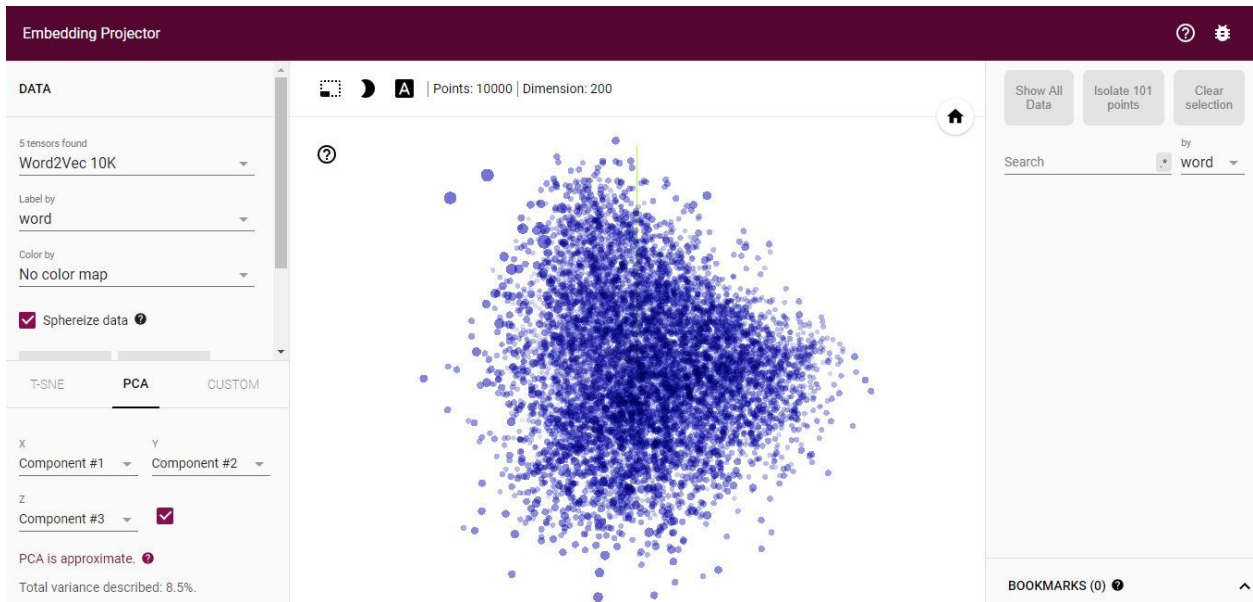 Embedding Projector
DATA
5 tensors found
Word2Vec 10K
Label by
word
Color by
No color map
Sphereize data
T-SNE PCA CUSTOM
X Y
Component #1 Component #2
Z
Component #3
PCA is approximate.
Total variance described: 8.5%.
A | Points: 10000 | Dimension: 200
Show All Data
Isolate 101 points
Clear selection
Search .*
by
word
BOOKMARKS (0)